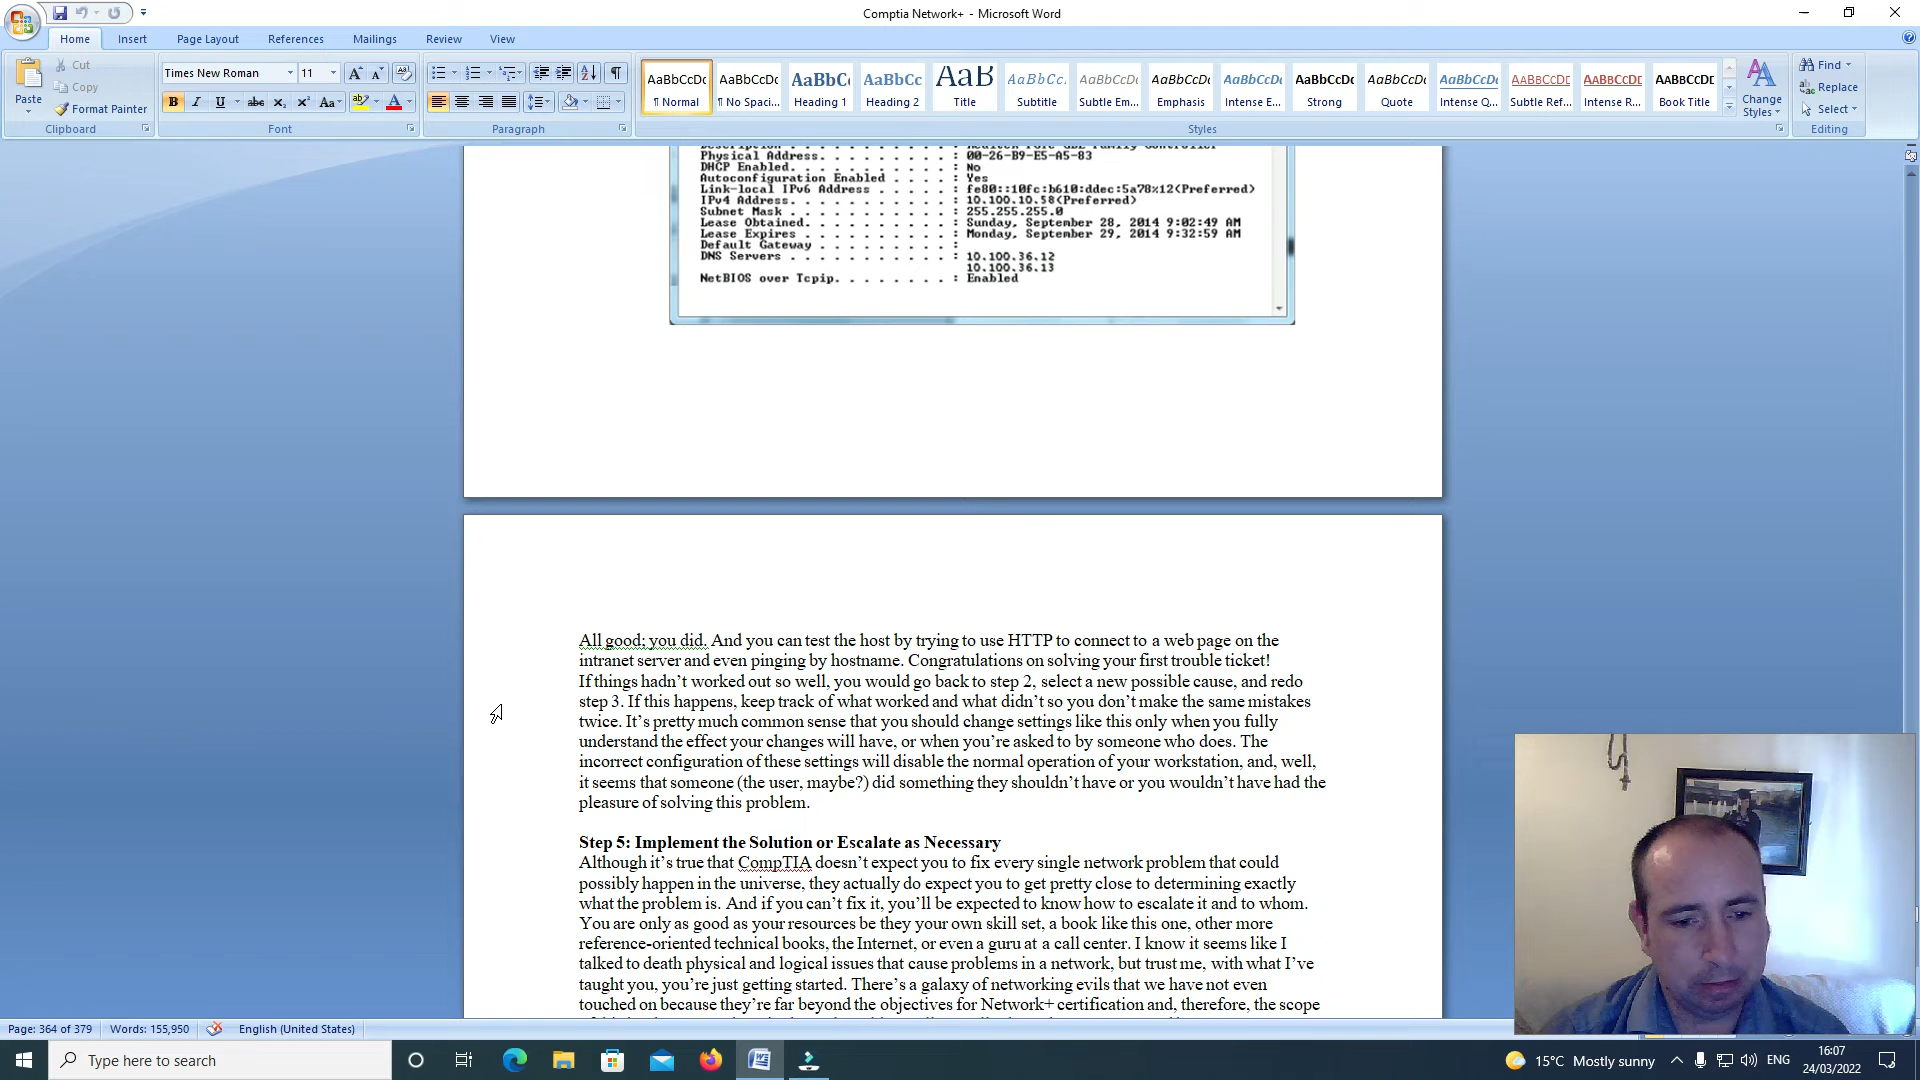 Comptia Network+ - Microsoft Word
Home Insert Page Layout References Mailings Review View
Paste
Cut
Copy
Format Painter
Clipboard
Times New Roman 11
Font
Paragraph
AaBbCcDc AaBbCcDc AaBbC AaBbCc AaB AaBbCc. AaBbCcDc AaBbCcDc AaBbCcDc AaBbCcDc AaBbCcDc AaBbCcDc AABBCCDE AABBCCDE AABBCCDE
¶ Normal ¶ No Spaci... Heading 1 Heading 2 Title Subtitle Subtle Em... Emphasis Intense E... Strong Quote Intense Q... Subtle Ref... Intense R... Book Title
Change
Styles
Styles
Find
Replace
Select
Editing
Physical Address. . . . . . . . . : 00-26-B9-E5-A5-83
DHCP Enabled. . . . . . . . . . . : No
Autoconfiguration Enabled . . . . : Yes
Link-local IPv6 Address . . . . . : fe80::10fc:b610:ddec:5a78%12(Preferred)
IPv4 Address. . . . . . . . . . . : 10.100.10.58(Preferred)
Subnet Mask . . . . . . . . . . . : 255.255.255.0
Lease Obtained. . . . . . . . . . : Sunday, September 28, 2014 9:02:49 AM
Lease Expires . . . . . . . . . . : Monday, September 29, 2014 9:32:59 AM
Default Gateway . . . . . . . . . :
DNS Servers . . . . . . . . . . . : 10.100.36.12
10.100.36.13
NetBIOS over Tcpip. . . . . . . . : Enabled
All good; you did. And you can test the host by trying to use HTTP to connect to a web page on the
intranet server and even pinging by hostname. Congratulations on solving your first trouble ticket!
If things hadn’t worked out so well, you would go back to step 2, select a new possible cause, and redo
step 3. If this happens, keep track of what worked and what didn’t so you don’t make the same mistakes
twice. It’s pretty much common sense that you should change settings like this only when you fully
understand the effect your changes will have, or when you’re asked to by someone who does. The
incorrect configuration of these settings will disable the normal operation of your workstation, and, well,
it seems that someone (the user, maybe?) did something they shouldn’t have or you wouldn’t have had the
pleasure of solving this problem.
Step 5: Implement the Solution or Escalate as Necessary
Although it’s true that CompTIA doesn’t expect you to fix every single network problem that could
possibly happen in the universe, they actually do expect you to get pretty close to determining exactly
what the problem is. And if you can’t fix it, you’ll be expected to know how to escalate it and to whom.
You are only as good as your resources be they your own skill set, a book like this one, other more
reference-oriented technical books, the Internet, or even a guru at a call center. I know it seems like I
talked to death physical and logical issues that cause problems in a network, but trust me, with what I’ve
taught you, you’re just getting started. There’s a galaxy of networking evils that we have not even
touched on because they’re far beyond the objectives for Network+ certification and, therefore, the scope
Page: 364 of 379 Words: 155,950 English (United States)
Type here to search
15°C Mostly sunny ENG
16:07
24/03/2022